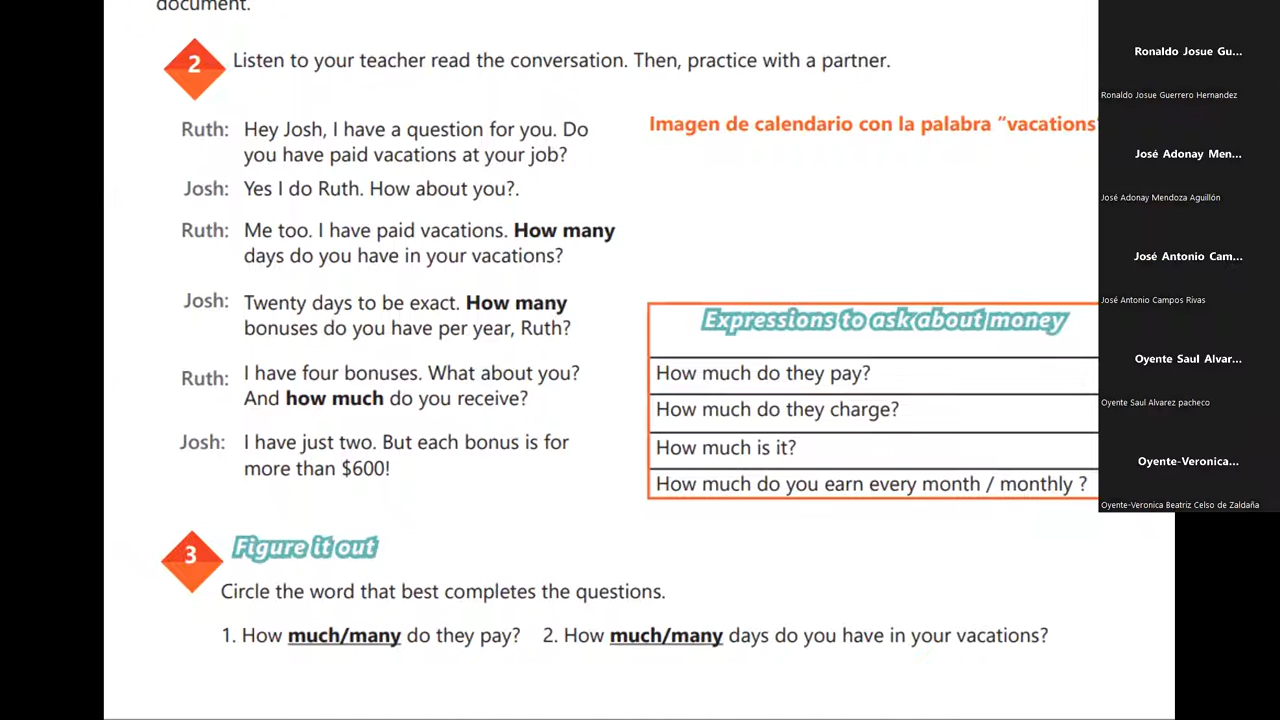 document.
2
Listen to your teacher read the conversation. Then, practice with a partner.
Ruth: Hey Josh, I have a question for you. Do
you have paid vacations at your job?
Josh: Yes I do Ruth. How about you?.
Ruth: Me too. I have paid vacations. How many
days do you have in your vacations?
Josh: Twenty days to be exact. How many
bonuses do you have per year, Ruth?
Ruth: I have four bonuses. What about you?
And how much do you receive?
Josh: I have just two. But each bonus is for
more than $600!
Imagen de calendario con la palabra “vacations”
Expressions to ask about money
How much do they pay?
How much do they charge?
How much is it?
How much do you earn every month / monthly ?
3
Figure it out
Circle the word that best completes the questions.
1. How much/many do they pay? 2. How much/many days do you have in your vacations?
Ronaldo Josue Gu...
Ronaldo Josue Guerrero Hernandez
José Adonay Men...
José Adonay Mendoza Aguillón
José Antonio Cam...
José Antonio Campos Rivas
Oyente Saul Alvar...
Oyente Saul Alvarez pacheco
Oyente-Veronica...
Oyente-Veronica Beatriz Celso de Zaldaña